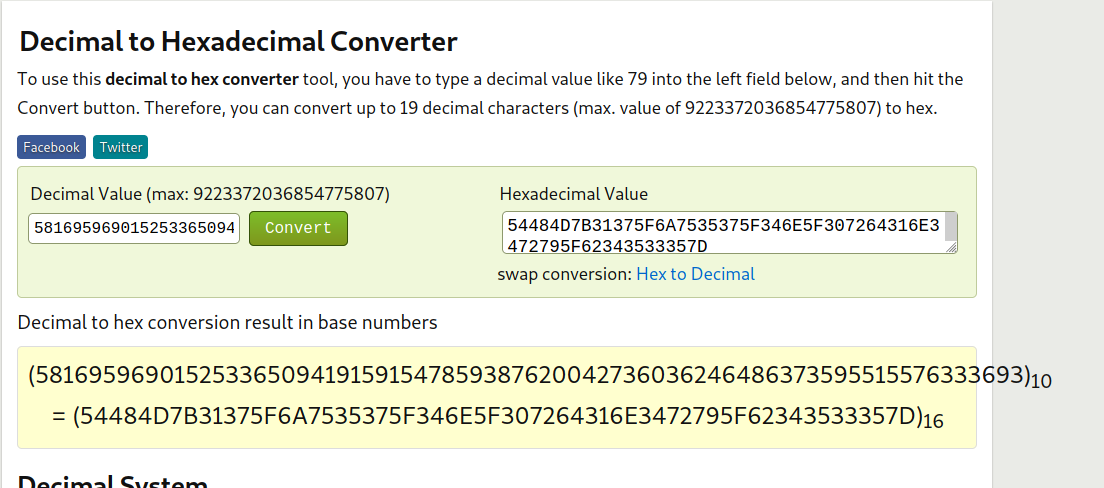 Decimal to Hexadecimal Converter
To use this decimal to hex converter tool, you have to type a decimal value like 79 into the left field below, and then hit the
Convert button. Therefore, you can convert up to 19 decimal characters (max. value of 9223372036854775807) to hex.
Facebook Twitter
Decimal Value (max: 9223372036854775807) Hexadecimal Value
581695969015253365094 Convert 54484D7B31375F6A7535375F346E5F307264316E3
472795F62343533357D
swap conversion: Hex to Decimal
Decimal to hex conversion result in base numbers
(581695969015253365094191591547859387620042736036246486373595515576333693)10
= (54484D7B31375F6A7535375F346E5F307264316E3472795F62343533357D)16
Decimal System